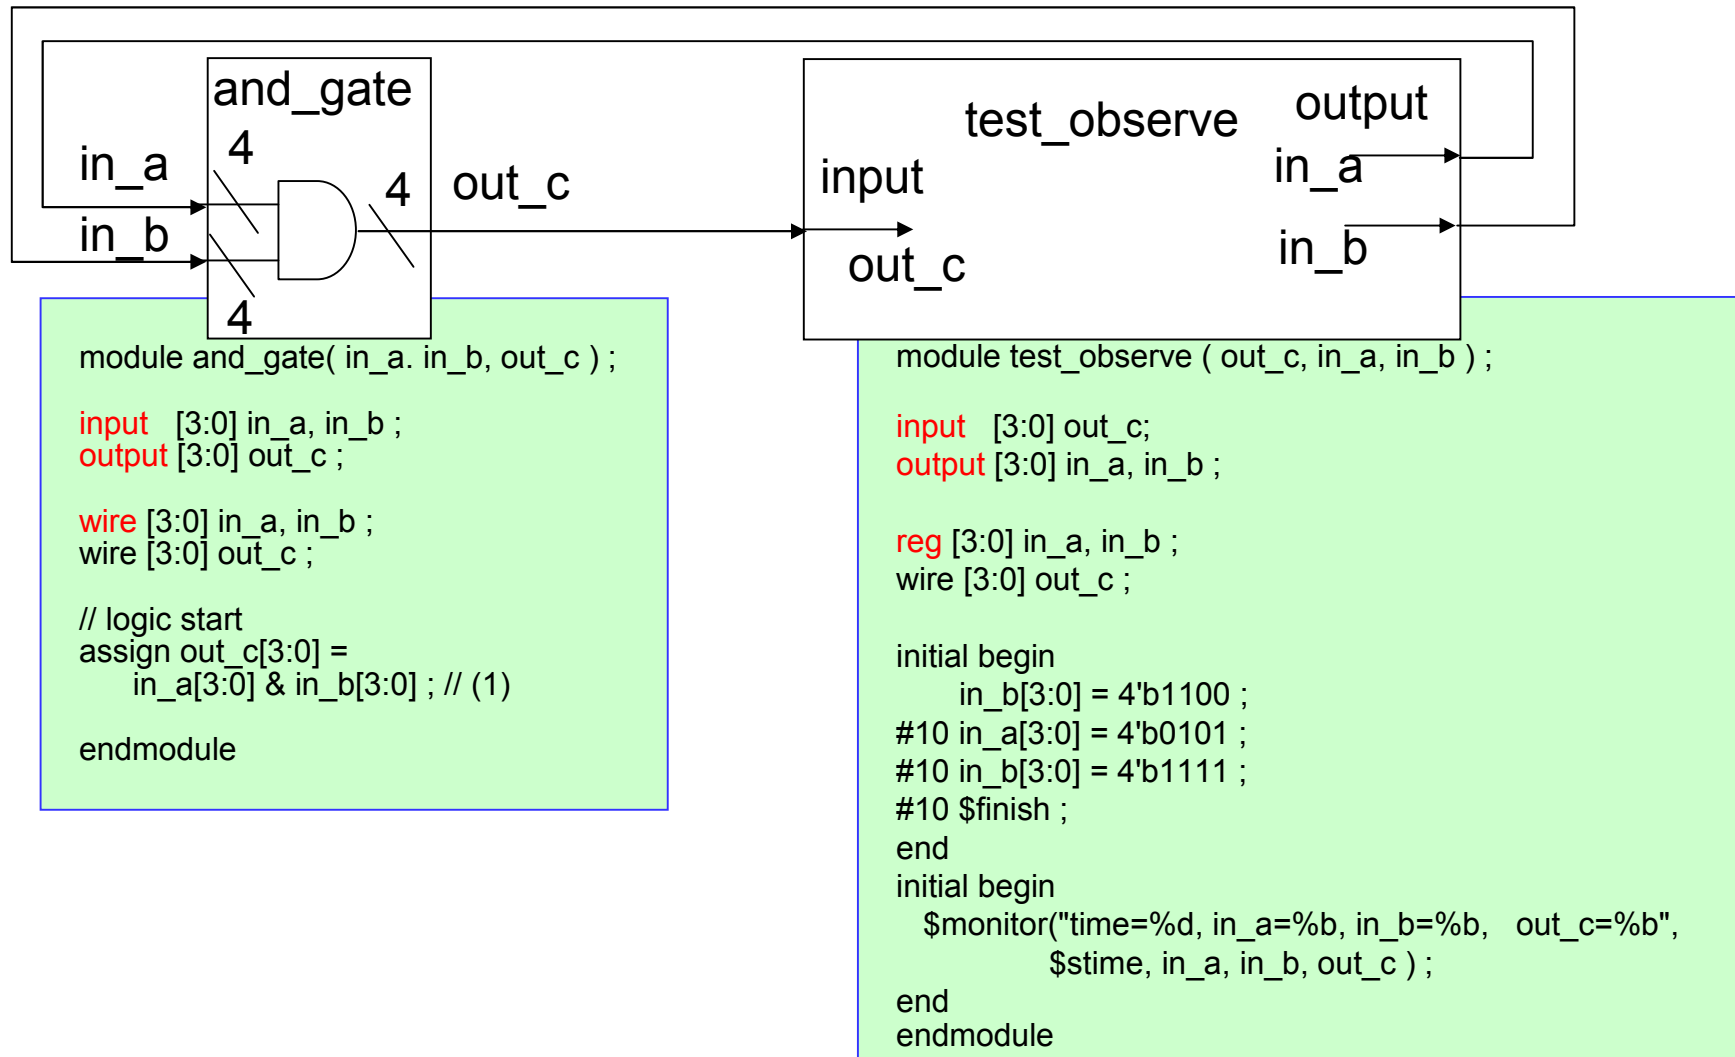 and_gate
4
in_a
in_b
4
4
out_c
test_observe
output
input
in_a
in_b
out_c
module and_gate( in_a. in_b, out_c ) ;
input [3:0] in_a, in_b ;
output [3:0] out_c ;
wire [3:0] in_a, in_b ;
wire [3:0] out_c ;
// logic start
assign out_c[3:0] =
in_a[3:0] & in_b[3:0] ; // (1)
endmodule
module test_observe ( out_c, in_a, in_b ) ;
input [3:0] out_c;
output [3:0] in_a, in_b ;
reg [3:0] in_a, in_b ;
wire [3:0] out_c ;
initial begin
in_b[3:0] = 4'b1100 ;
#10 in_a[3:0] = 4'b0101 ;
#10 in_b[3:0] = 4'b1111 ;
#10 $finish ;
end
initial begin
$monitor("time=%d, in_a=%b, in_b=%b, out_c=%b",
$stime, in_a, in_b, out_c ) ;
end
endmodule